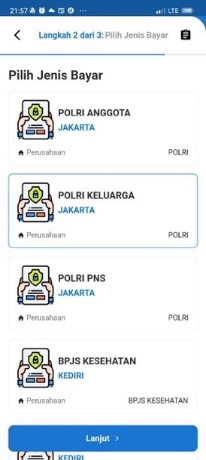 21:57
LTE
Langkah 2 dari 3: Pilih Jenis Bayar
Pilih Jenis Bayar
POLRI ANGGOTA
JAKARTA
Perusahaan POLRI
POLRI KELUARGA
JAKARTA
Perusahaan POLRI
POLRI PNS
JAKARTA
Perusahaan POLRI
BPJS KESEHATAN
KEDIRI
Perusahaan BPJS KESEHATAN
Lanjut
KEDIRI